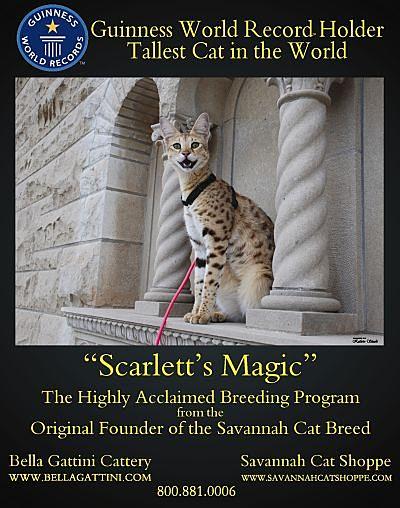 GUINNESS
WORLD RECORDS
TM
Guinness World Record Holder
Tallest Cat in the World
"Scarlett's Magic"
The Highly Acclaimed Breeding Program
from the
Original Founder of the Savannah Cat Breed
Bella Gattini Cattery
Savannah Cat Shoppe
WWW.BELLAGATTINI.COM
WWW.SAVANNAHCATSHOPPE.COM
800.881.0006